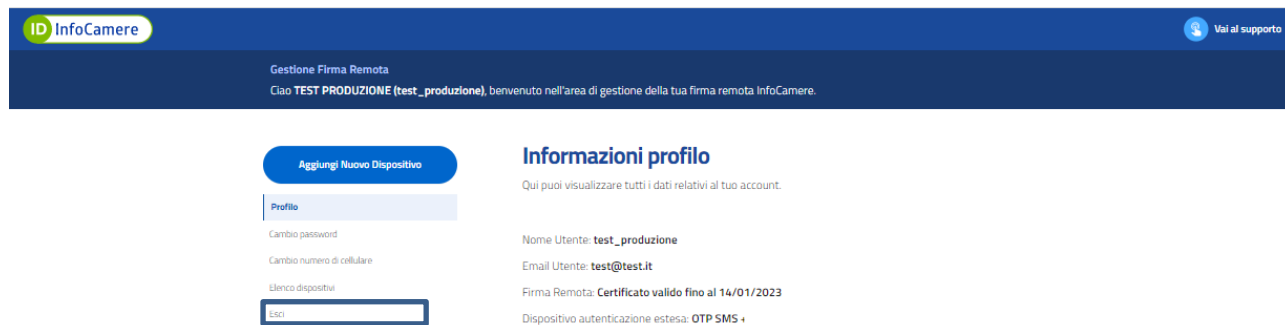 ID InfoCamere
Vai al supporto
Gestione Firma Remota
Ciao TEST PRODUZIONE (test_produzione), benvenuto nell'area di gestione della tua firma remota InfoCamere.
Aggiungi Nuovo Dispositivo
Profilo
Cambio password
Cambio numero di cellulare
Elenco dispositivi
Esci
Informazioni profilo
Qui puoi visualizzare tutti i dati relativi al tuo account.
Nome Utente: test_produzione
Email Utente: test@test.it
Firma Remota: Certificato valido fino al 14/01/2023
Dispositivo autenticazione estesa: OTP SMS